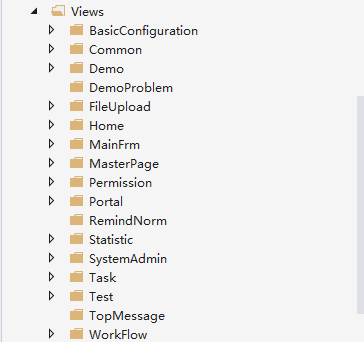 Views
BasicConfiguration
Common
Demo
DemoProblem
FileUpload
Home
MainFrm
MasterPage
Permission
Portal
RemindNorm
Statistic
SystemAdmin
Task
Test
TopMessage
WorkFlow